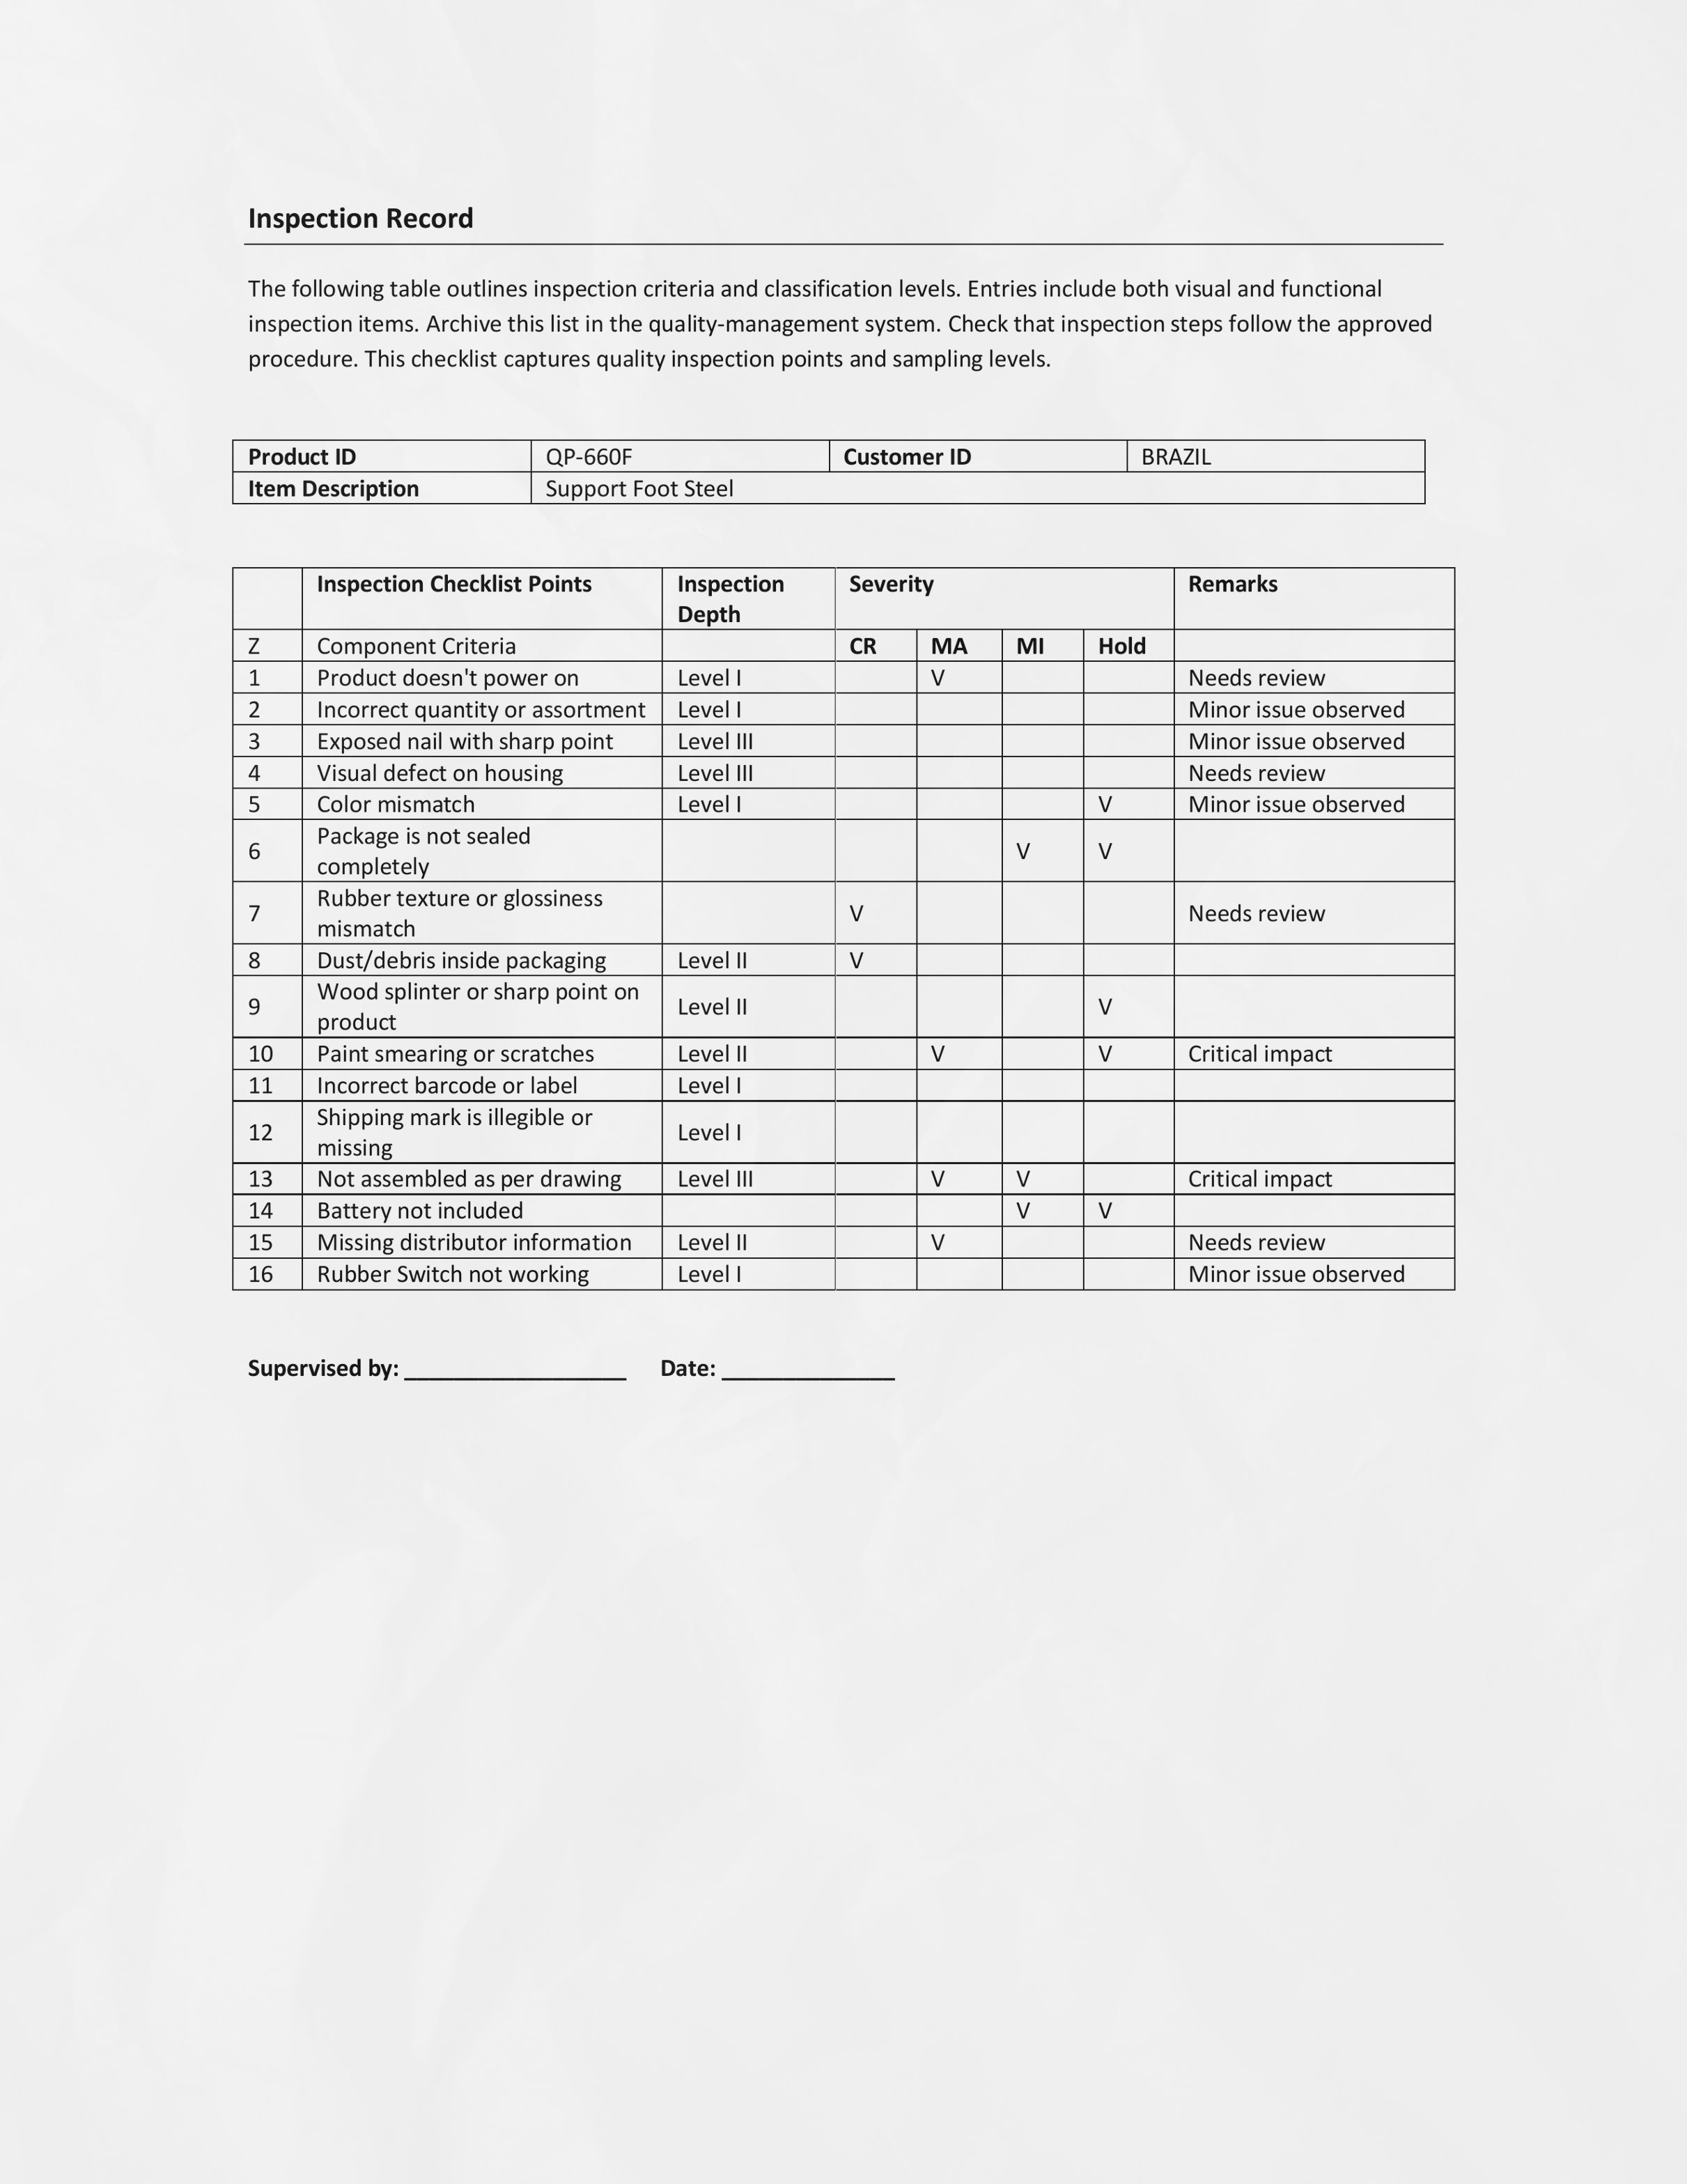 Inspection Record
The following table outlines inspection criteria and classification levels. Entries include both visual and functional
inspection items. Archive this list in the quality-management system. Check that inspection steps follow the approved
procedure. This checklist captures quality inspection points and sampling levels.
Product ID QP-660F Customer ID BRAZIL
Item Description Support Foot Steel
Inspection Checklist Points Inspection Depth Severity Remarks
Z Component Criteria CR MA MI Hold
1 Product doesn't power on Level I V Needs review
2 Incorrect quantity or assortment Level I Minor issue observed
3 Exposed nail with sharp point Level III Minor issue observed
4 Visual defect on housing Level III Needs review
5 Color mismatch Level I V Minor issue observed
6 Package is not sealed completely V V
7 Rubber texture or glossiness mismatch V Needs review
8 Dust/debris inside packaging Level II V
9 Wood splinter or sharp point on product Level II V
10 Paint smearing or scratches Level II V V Critical impact
11 Incorrect barcode or label Level I
12 Shipping mark is illegible or missing Level I
13 Not assembled as per drawing Level III V V Critical impact
14 Battery not included V V
15 Missing distributor information Level II V Needs review
16 Rubber Switch not working Level I Minor issue observed
Supervised by: __________________ Date: ______________